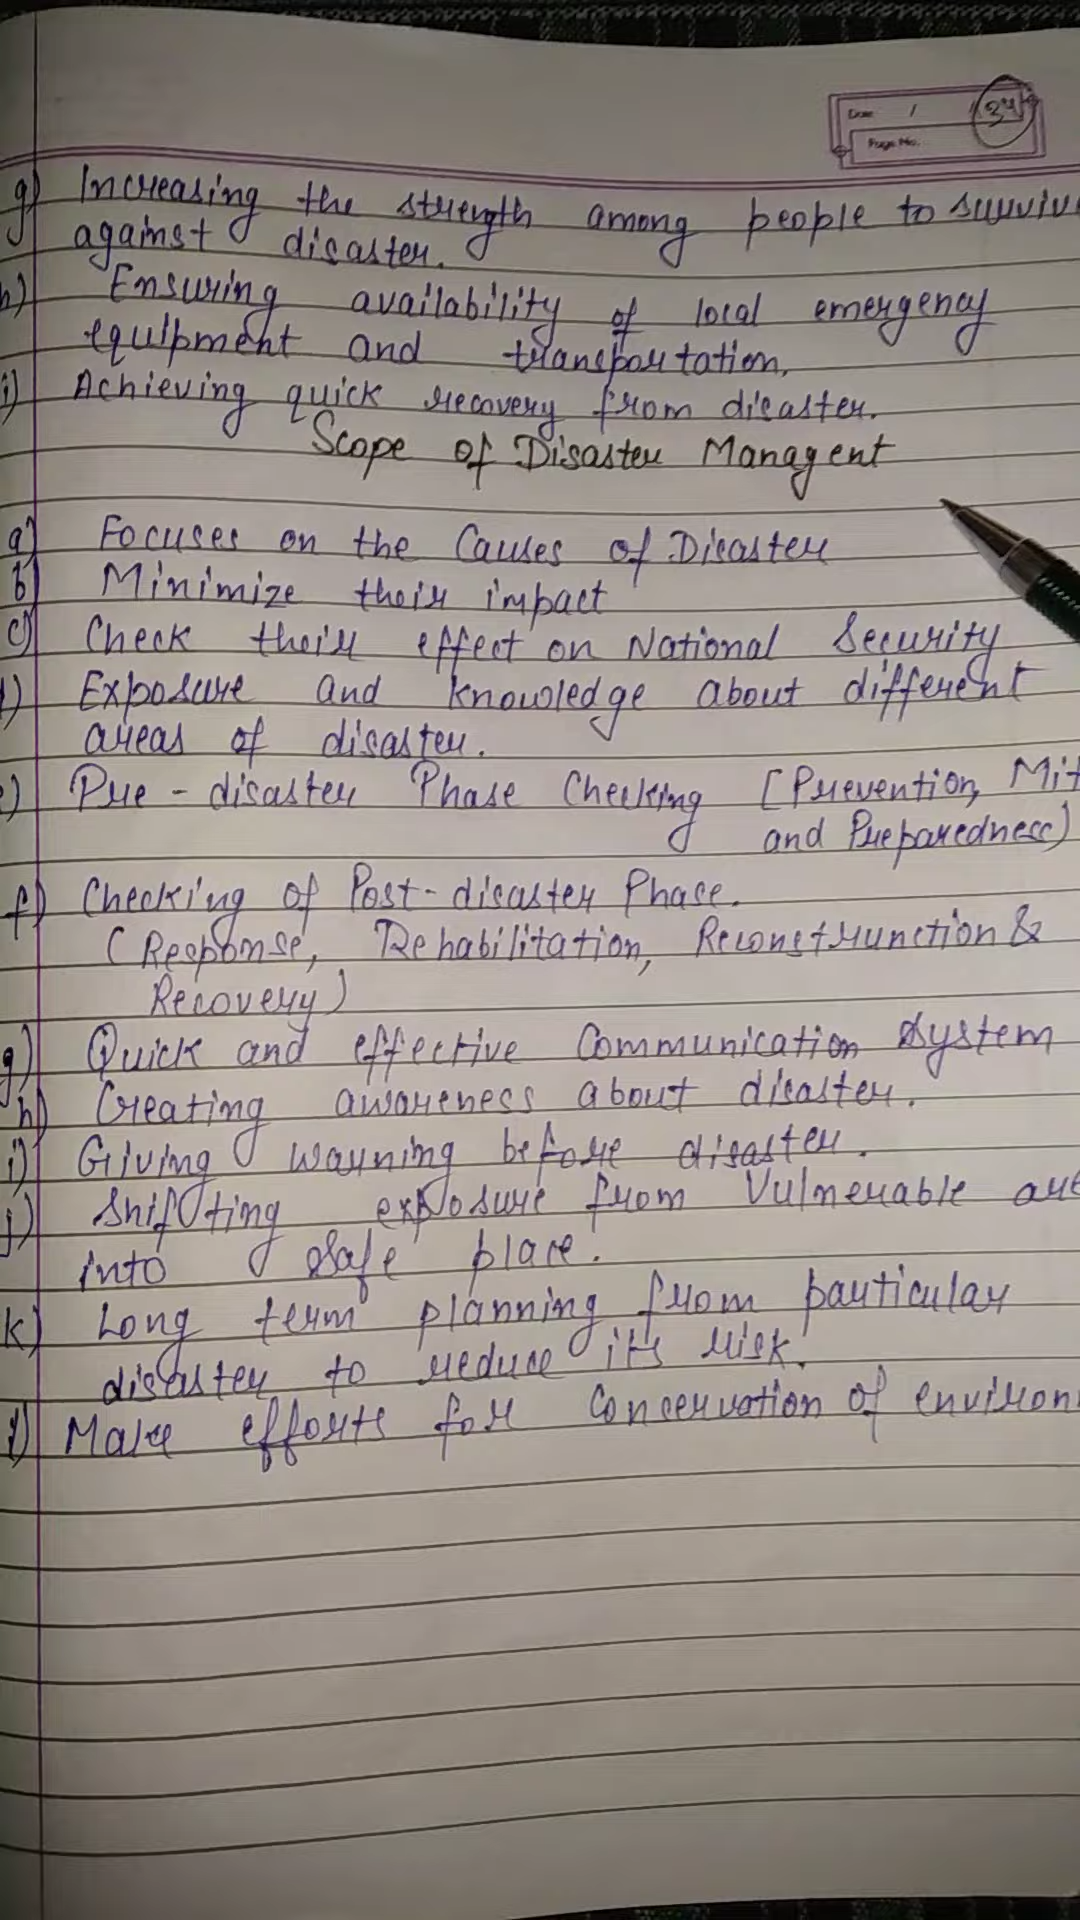 Date / / 34
Page No.
g) Increasing the strength among people to surviv
against disaster.
h) Ensuring availability of local emergency
equipment and transportation,
i) Achieving quick recovery from disaster.
Scope of Disaster Managent
a) Focuses on the Causes of Disaster
b) Minimize their impact
c) Check their effect on National Security
d) Exposure and knowledge about different
areas of disaster.
e) Pre-disaster Phase Checking [Prevention, Mit
and Preparedness)
f) Checking of Post-disaster Phase.
(Response, Rehabilitation, Reconstrunction &
Recovery)
g) Quick and effective Communication System
h) Creating awareness about disaster.
i) Giving warning before disaster.
j) Shifting exposure from Vulnerable are
into safe place.
k) Long term planning from particular
disaster to reduce its risk.
l) Make efforts for Conservation of environ